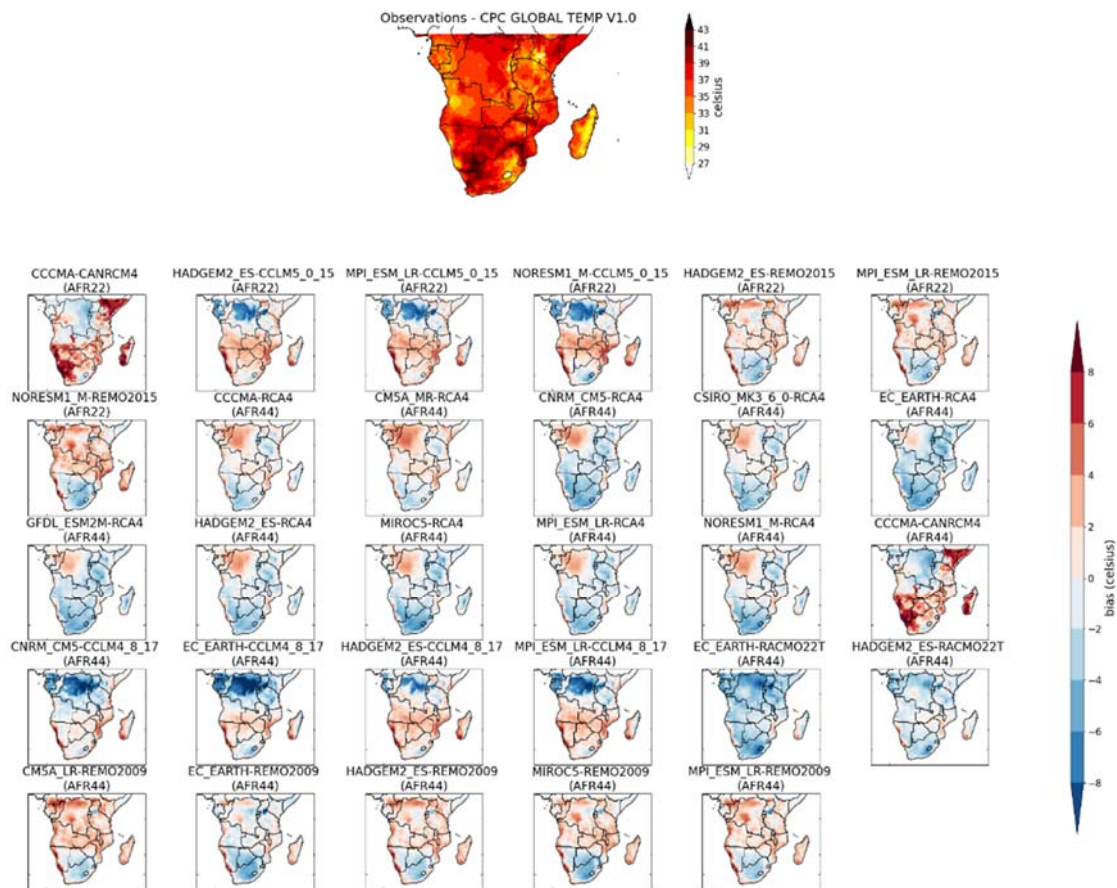 Observations - CPC GLOBAL TEMP V1.0
43
41
39
37
35
33
31
29
27
celsius
CCCMA-CANRCM4
(AFR22)
HADGEM2_ES-CCLM5_0_15
(AFR22)
MPI_ESM_LR-CCLM5_0_15
(AFR22)
NORESM1_M-CCLM5_0_15
(AFR22)
HADGEM2_ES-REMO2015
(AFR22)
MPI_ESM_LR-REMO2015
(AFR22)
NORESM1_M-REMO2015
(AFR22)
CCCMA-RCA4
(AFR44)
CM5A_MR-RCA4
(AFR44)
CNRM_CM5-RCA4
(AFR44)
CSIRO_MK3_6_0-RCA4
(AFR44)
EC_EARTH-RCA4
(AFR44)
GFDL_ESM2M-RCA4
(AFR44)
HADGEM2_ES-RCA4
(AFR44)
MIROC5-RCA4
(AFR44)
MPI_ESM_LR-RCA4
(AFR44)
NORESM1_M-RCA4
(AFR44)
CCCMA-CANRCM4
(AFR44)
CNRM_CM5-CCLM4_8_17
(AFR44)
EC_EARTH-CCLM4_8_17
(AFR44)
HADGEM2_ES-CCLM4_8_17
(AFR44)
MPI_ESM_LR-CCLM4_8_17
(AFR44)
EC_EARTH-RACMO22T
(AFR44)
HADGEM2_ES-RACMO22T
(AFR44)
CM5A_LR-REMO2009
(AFR44)
EC_EARTH-REMO2009
(AFR44)
HADGEM2_ES-REMO2009
(AFR44)
MIROC5-REMO2009
(AFR44)
MPI_ESM_LR-REMO2009
(AFR44)
8
6
4
2
0
−2
−4
−6
−8
bias (celsius)